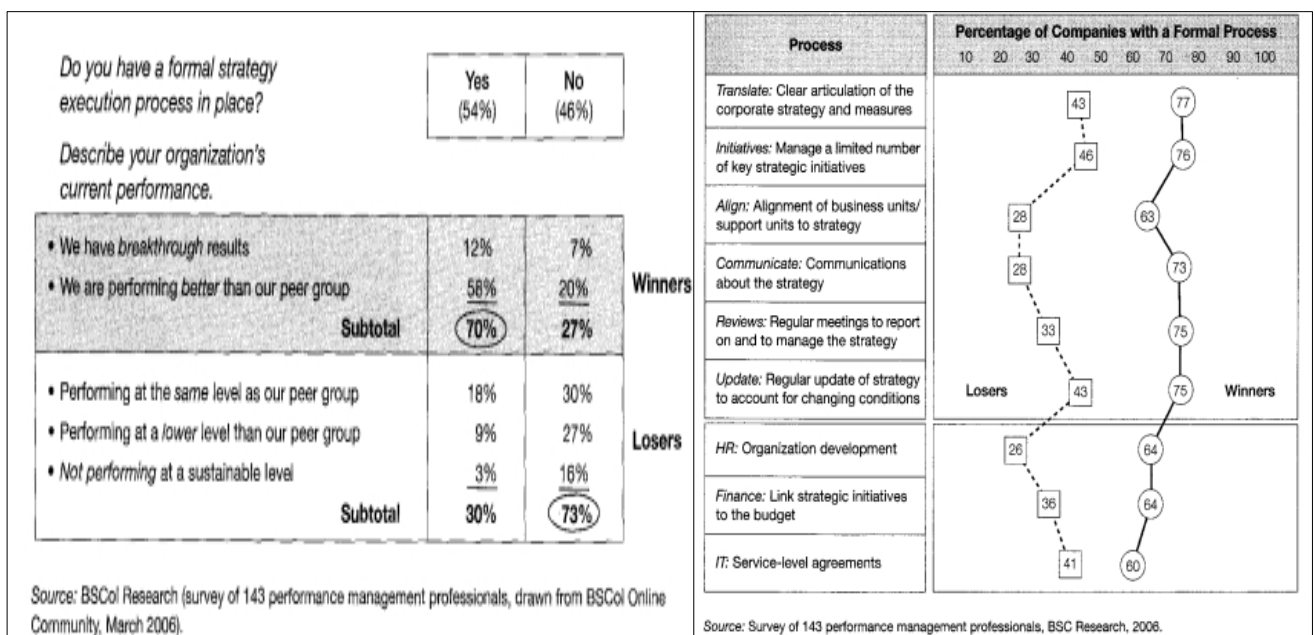 Do you have a formal strategy
execution process in place?
Yes
(54%)
No
(46%)
Describe your organization's
current performance.
• We have breakthrough results 12% 7%
• We are performing better than our peer group 58% 20%
Subtotal 70% 27%
Winners
• Performing at the same level as our peer group 18% 30%
• Performing at a lower level than our peer group 9% 27%
• Not performing at a sustainable level 3% 16%
Subtotal 30% 73%
Losers
Source: BSCol Research (survey of 143 performance management professionals, drawn from BSCol Online
Community, March 2006).
Process
Percentage of Companies with a Formal Process
10 20 30 40 50 60 70 80 90 100
Translate: Clear articulation of the
corporate strategy and measures
43 77
Initiatives: Manage a limited number
of key strategic initiatives
46 76
Align: Alignment of business units/
support units to strategy
28 63
Communicate: Communications
about the strategy
28 73
Reviews: Regular meetings to report
on and to manage the strategy
33 75
Update: Regular update of strategy
to account for changing conditions
Losers 43 75 Winners
HR: Organization development
26 64
Finance: Link strategic initiatives
to the budget
36 64
IT: Service-level agreements
41 60
Source: Survey of 143 performance management professionals, BSC Research, 2006.